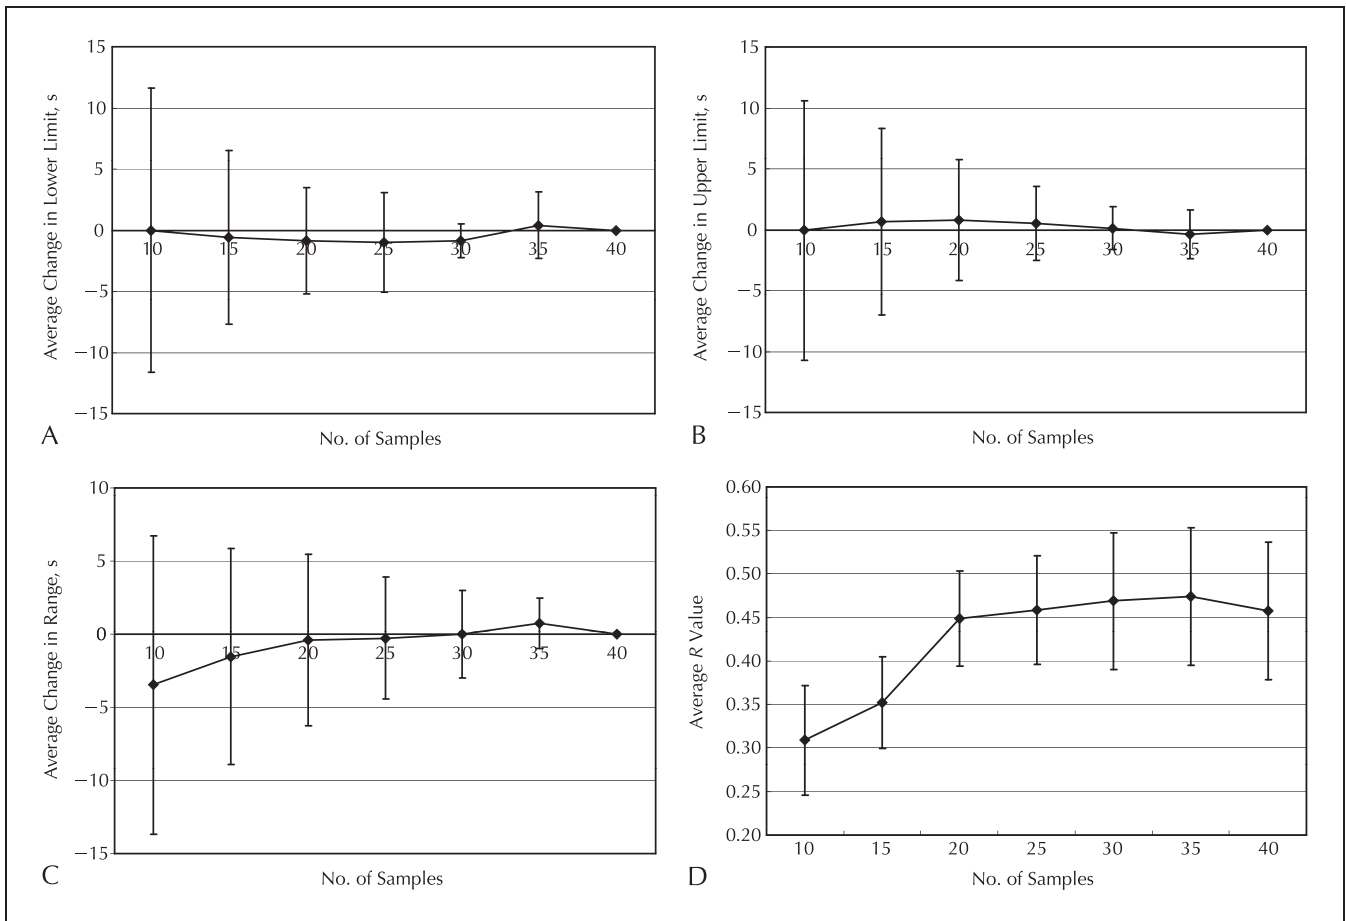 15
10
5
0
−5
−10
−15
Average Change in Lower Limit, s
10 15 20 25 30 35 40
No. of Samples
A
15
10
5
0
−5
−10
−15
Average Change in Upper Limit, s
10 15 20 25 30 35 40
No. of Samples
B
10
5
0
−5
−10
−15
Average Change in Range, s
10 15 20 25 30 35 40
No. of Samples
C
0.60
0.55
0.50
0.45
0.40
0.35
0.30
0.25
0.20
Average R Value
10 15 20 25 30 35 40
No. of Samples
D